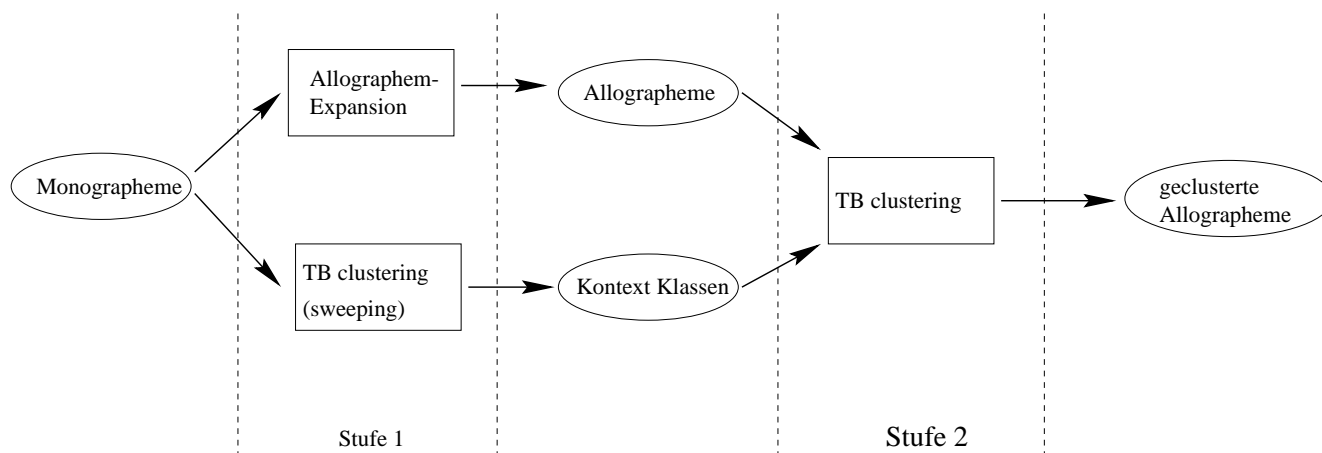 Monographeme
Allographem-
Expansion
TB clustering
(sweeping)
Stufe 1
Allographeme
Kontext Klassen
TB clustering
Stufe 2
geclusterte
Allographeme